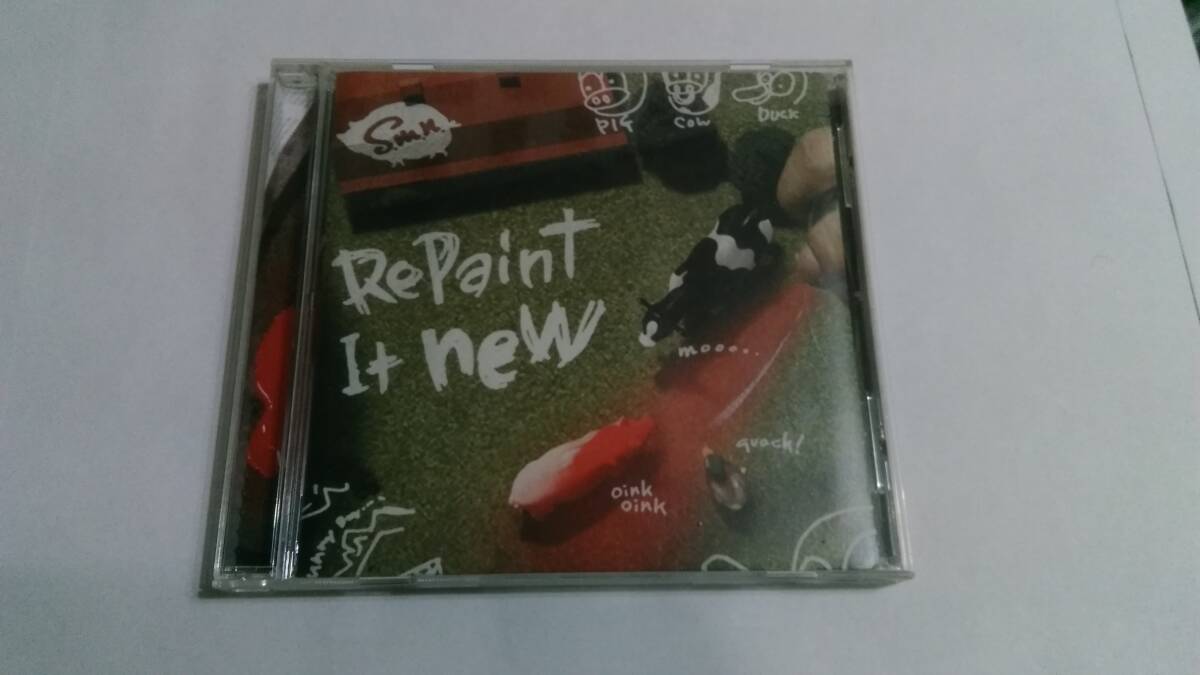 S.M.N.
PIG COW DUCK
RePainT
It new
mooo...
quack!
oink
oink